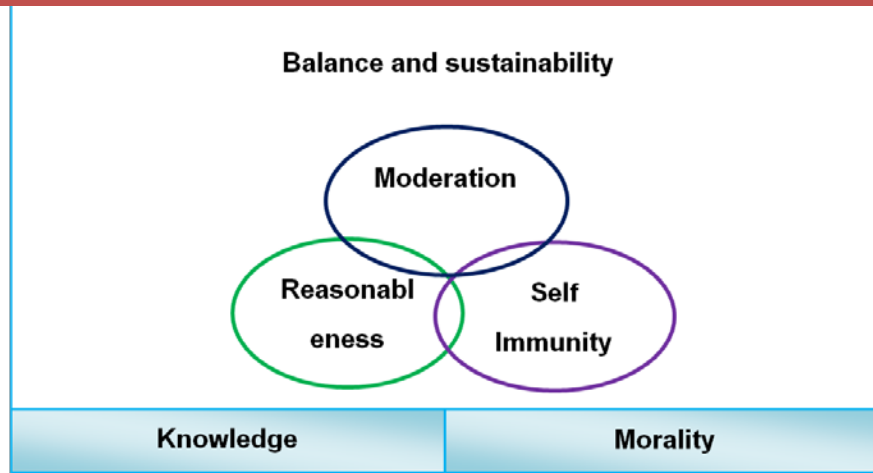 Balance and sustainability
Moderation
Reasonabl
eness
Self
Immunity
Knowledge
Morality